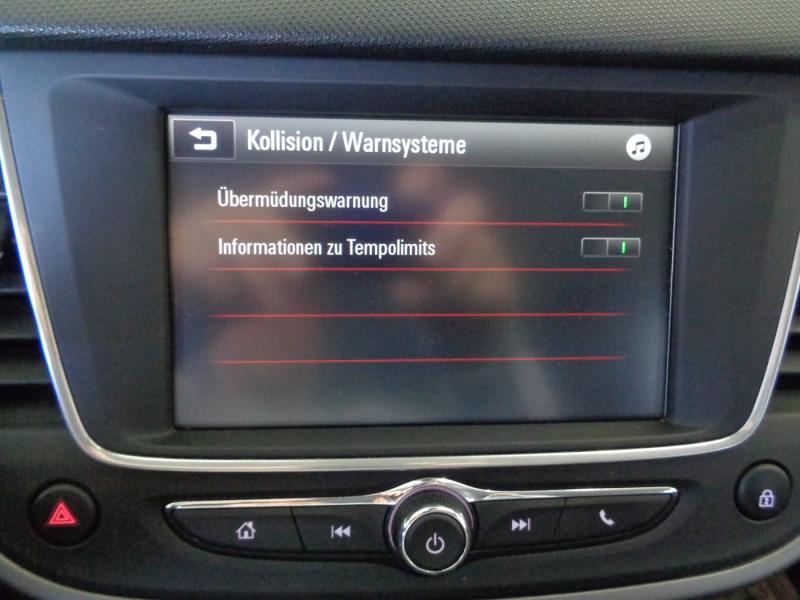 Kollision / Warnsysteme
Übermüdungswarnung
Informationen zu Tempolimits